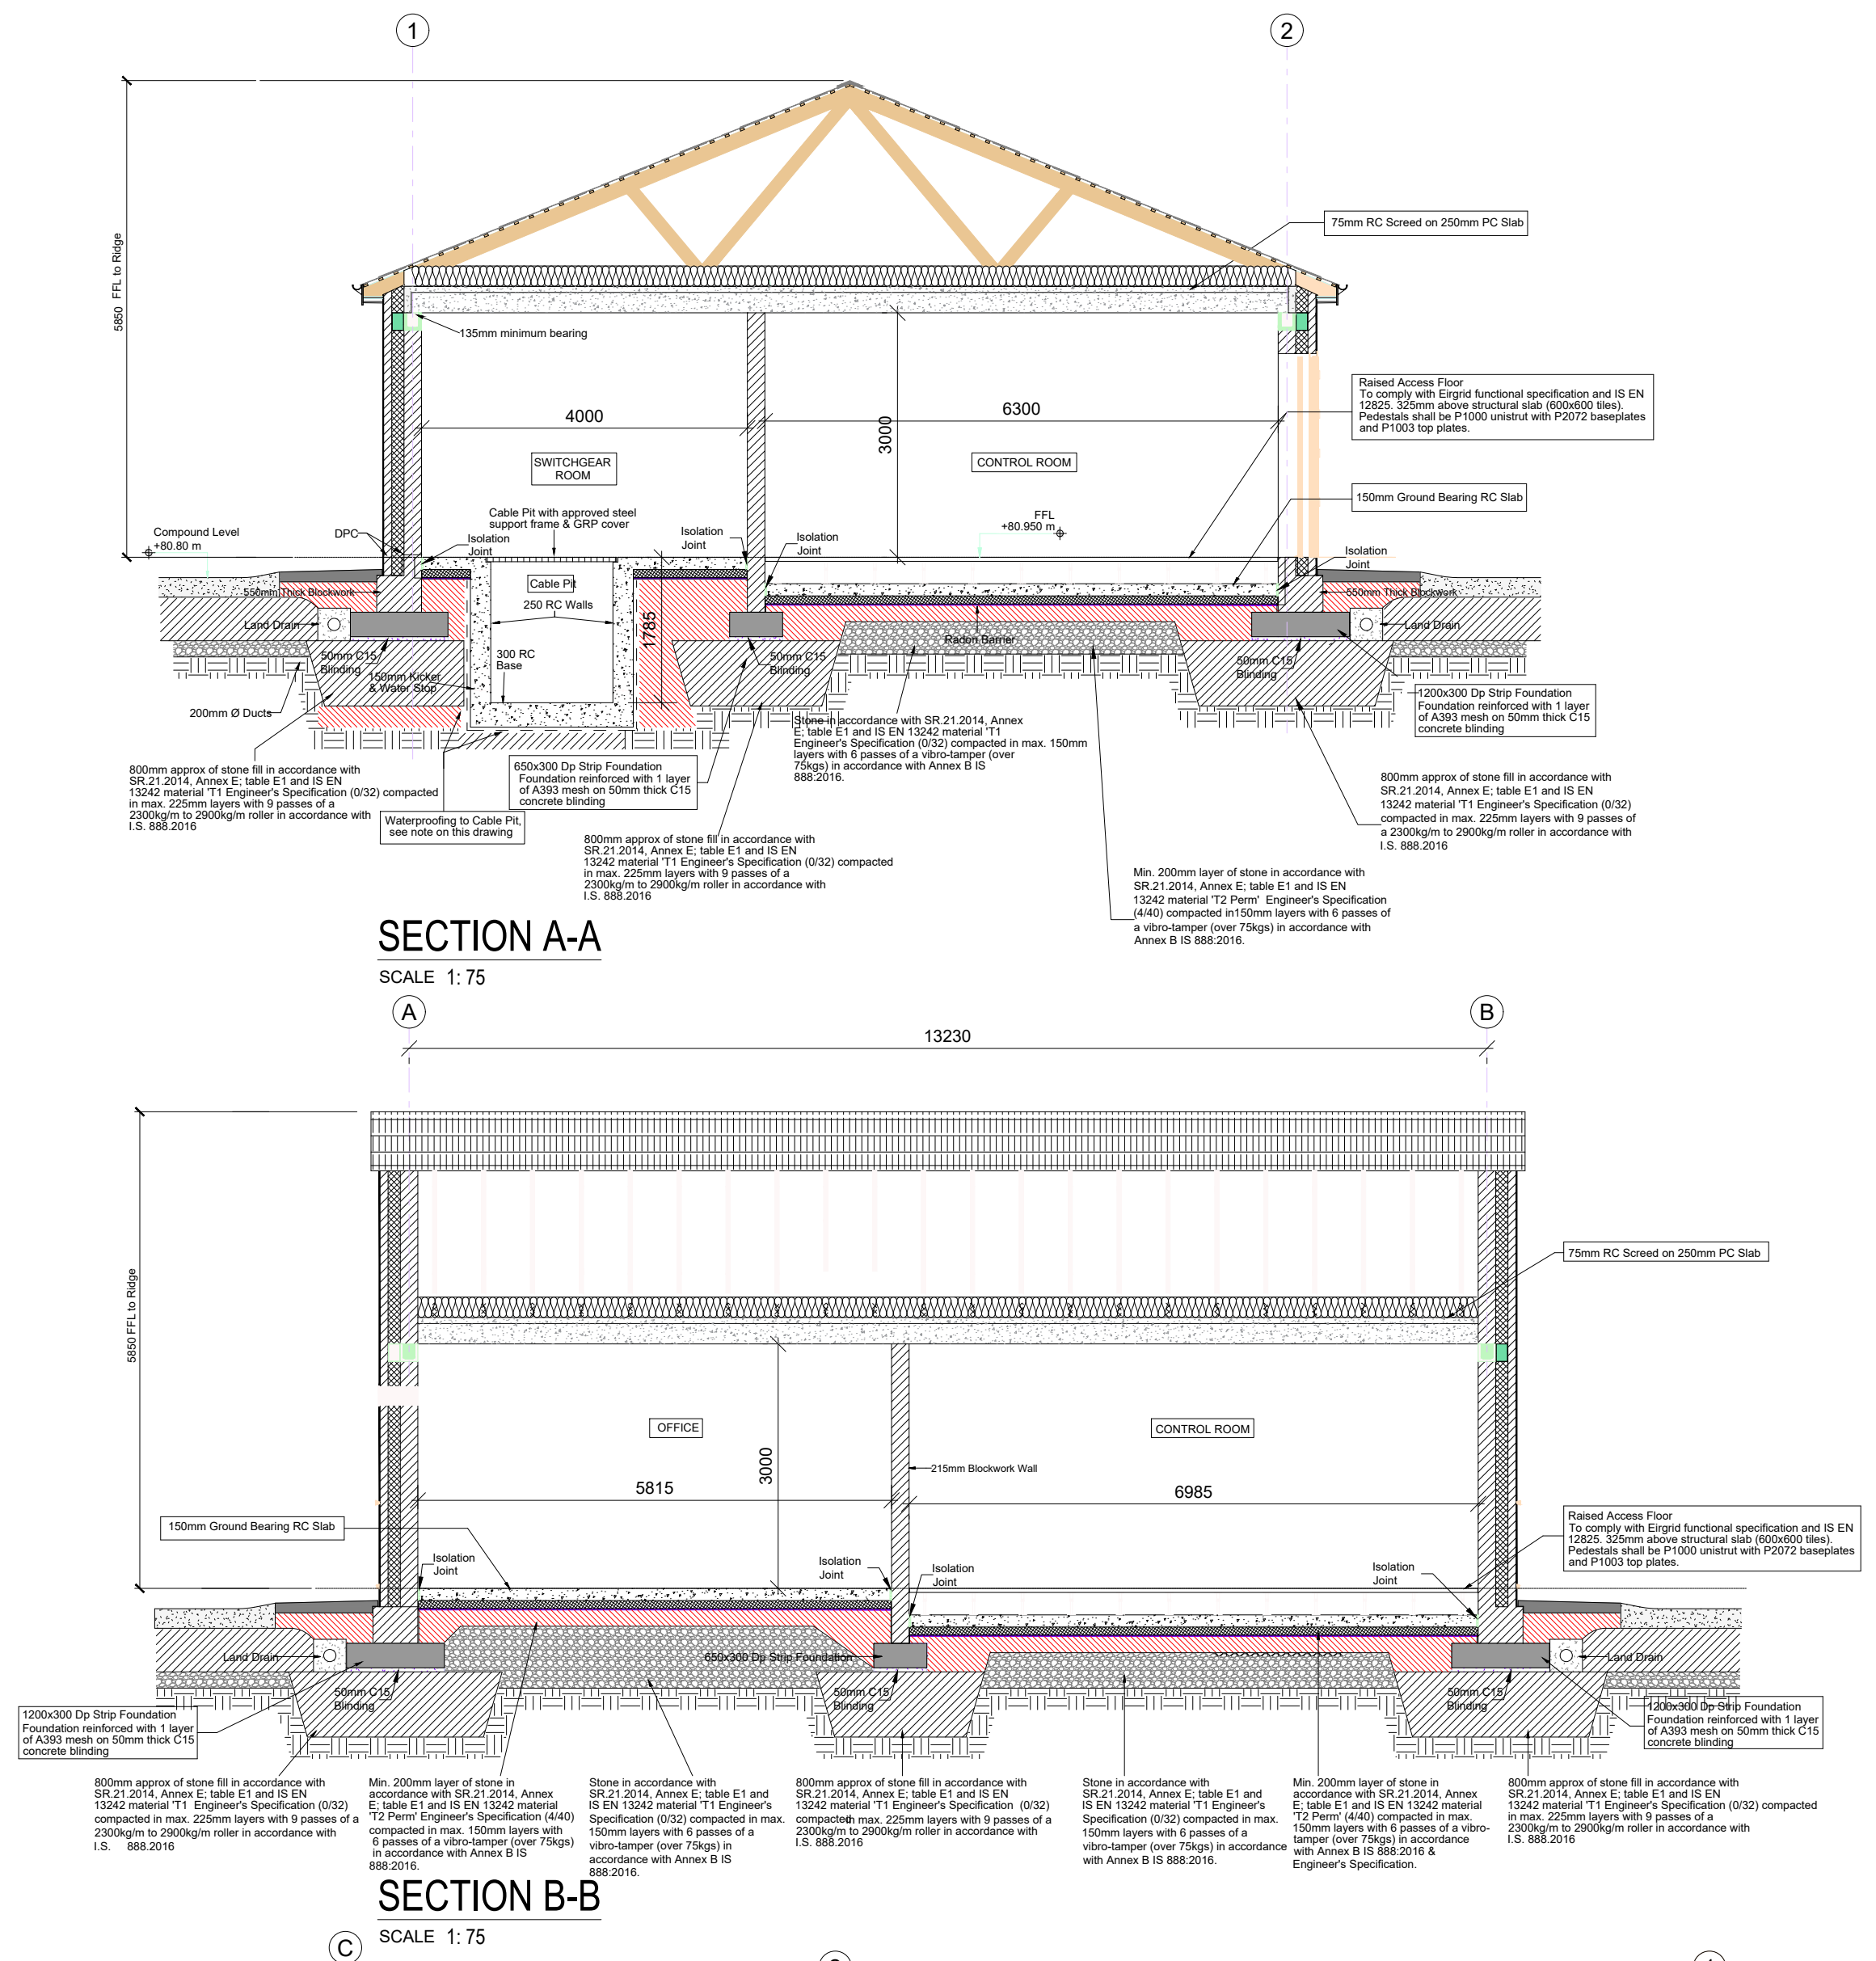 1
2
5850  FFL to Ridge
75mm RC Screed on 250mm PC Slab
135mm minimum bearing
Raised Access Floor
To comply with Eirgrid functional specification and IS EN
12825. 325mm above structural slab (600x600 tiles).
Pedestals shall be P1000 unistrut with P2072 baseplates
and P1003 top plates.
4000
6300
3000
SWITCHGEAR
ROOM
CONTROL ROOM
150mm Ground Bearing RC Slab
Cable Pit with approved steel
support frame & GRP cover
Compound Level
+80.80 m
DPC
Isolation
Joint
Isolation
Joint
Isolation
Joint
FFL
+80.950 m
Isolation
Joint
Cable Pit
250 RC Walls
1785
550mm Thick Blockwork
550mm Thick Blockwork
Land Drain
Land Drain
Radon Barrier
300 RC
Base
50mm C15
Blinding
50mm C15
Blinding
50mm C15
Blinding
150mm Kicker
& Water Stop
200mm Ø Ducts
1200x300 Dp Strip Foundation
Foundation reinforced with 1 layer
of A393 mesh on 50mm thick C15
concrete blinding
Stone in accordance with SR.21.2014, Annex
E; table E1 and IS EN 13242 material 'T1
Engineer's Specification (0/32) compacted in max. 150mm
layers with 6 passes of a vibro-tamper (over
75kgs) in accordance with Annex B IS
888:2016.
650x300 Dp Strip Foundation
Foundation reinforced with 1 layer
of A393 mesh on 50mm thick C15
concrete blinding
800mm approx of stone fill in accordance with
SR.21.2014, Annex E; table E1 and IS EN
13242 material 'T1 Engineer's Specification (0/32) compacted
in max. 225mm layers with 9 passes of a
2300kg/m to 2900kg/m roller in accordance with
I.S. 888.2016
Waterproofing to Cable Pit,
see note on this drawing
800mm approx of stone fill in accordance with
SR.21.2014, Annex E; table E1 and IS EN
13242 material 'T1 Engineer's Specification (0/32) compacted
in max. 225mm layers with 9 passes of a
2300kg/m to 2900kg/m roller in accordance with
I.S. 888.2016
800mm approx of stone fill in accordance with
SR.21.2014, Annex E; table E1 and IS EN
13242 material 'T1 Engineer's Specification (0/32)
compacted in max. 225mm layers with 9 passes of
a 2300kg/m to 2900kg/m roller in accordance with
I.S. 888.2016
Min. 200mm layer of stone in accordance with
SR.21.2014, Annex E; table E1 and IS EN
13242 material 'T2 Perm'  Engineer's Specification
(4/40) compacted in150mm layers with 6 passes of
a vibro-tamper (over 75kgs) in accordance with
Annex B IS 888:2016.
SECTION A-A
SCALE 1: 75
A
B
13230
5850 FFL to Ridge
75mm RC Screed on 250mm PC Slab
OFFICE
CONTROL ROOM
3000
215mm Blockwork Wall
5815
6985
150mm Ground Bearing RC Slab
Raised Access Floor
To comply with Eirgrid functional specification and IS EN
12825. 325mm above structural slab (600x600 tiles).
Pedestals shall be P1000 unistrut with P2072 baseplates
and P1003 top plates.
Isolation
Joint
Isolation
Joint
Isolation
Joint
Isolation
Joint
Land Drain
650x300 Dp Strip Foundation
Land Drain
50mm C15
Blinding
50mm C15
Blinding
50mm C15
Blinding
1200x300 Dp Strip Foundation
Foundation reinforced with 1 layer
of A393 mesh on 50mm thick C15
concrete blinding
1200x300 Dp Strip Foundation
Foundation reinforced with 1 layer
of A393 mesh on 50mm thick C15
concrete blinding
800mm approx of stone fill in accordance with
SR.21.2014, Annex E; table E1 and IS EN
13242 material 'T1  Engineer's Specification (0/32)
compacted in max. 225mm layers with 9 passes of a
2300kg/m to 2900kg/m roller in accordance with
I.S.   888.2016
Min. 200mm layer of stone in
accordance with SR.21.2014, Annex
E; table E1 and IS EN 13242 material
'T2 Perm' Engineer's Specification (4/40)
compacted in max. 150mm layers with
6 passes of a vibro-tamper (over 75kgs)
in accordance with Annex B IS
888:2016.
Stone in accordance with
SR.21.2014, Annex E; table E1 and
IS EN 13242 material 'T1 Engineer's
Specification (0/32) compacted in max.
150mm layers with 6 passes of a
vibro-tamper (over 75kgs) in
accordance with Annex B IS
888:2016.
800mm approx of stone fill in accordance with
SR.21.2014, Annex E; table E1 and IS EN
13242 material 'T1 Engineer's Specification  (0/32)
in max. 225mm layers with 9 passes of a
2300kg/m to 2900kg/m roller in accordance with
I.S. 888.2016
Stone in accordance with
SR.21.2014, Annex E; table E1 and
IS EN 13242 material 'T1 Engineer's
Specification (0/32) compacted in max.
150mm layers with 6 passes of a
vibro-tamper (over 75kgs) in accordance
with Annex B IS 888:2016.
Min. 200mm layer of stone in
accordance with SR.21.2014, Annex
E; table E1 and IS EN 13242 material
'T2 Perm' (4/40) compacted in max.
150mm layers with 6 passes of a vibro-
tamper (over 75kgs) in accordance
with Annex B IS 888:2016 &
Engineer's Specification.
800mm approx of stone fill in accordance with
SR.21.2014, Annex E; table E1 and IS EN
13242 material 'T1 Engineer's Specification (0/32) compacted
in max. 225mm layers with 9 passes of a
2300kg/m to 2900kg/m roller in accordance with
I.S. 888.2016
SECTION B-B
SCALE 1: 75
C